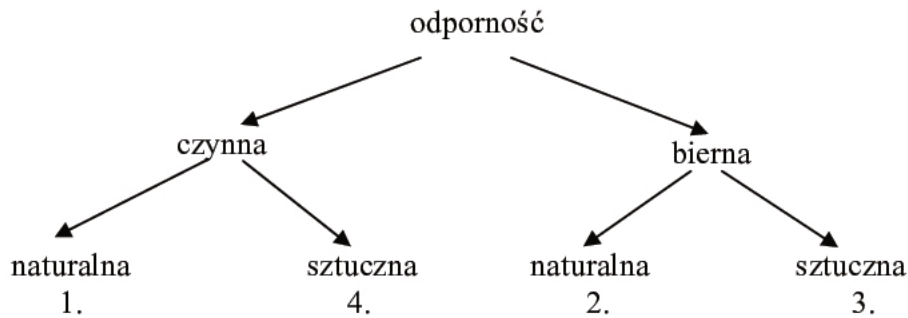 odporność
czynna
bierna
naturalna
1.
sztuczna
4.
naturalna
2.
sztuczna
3.